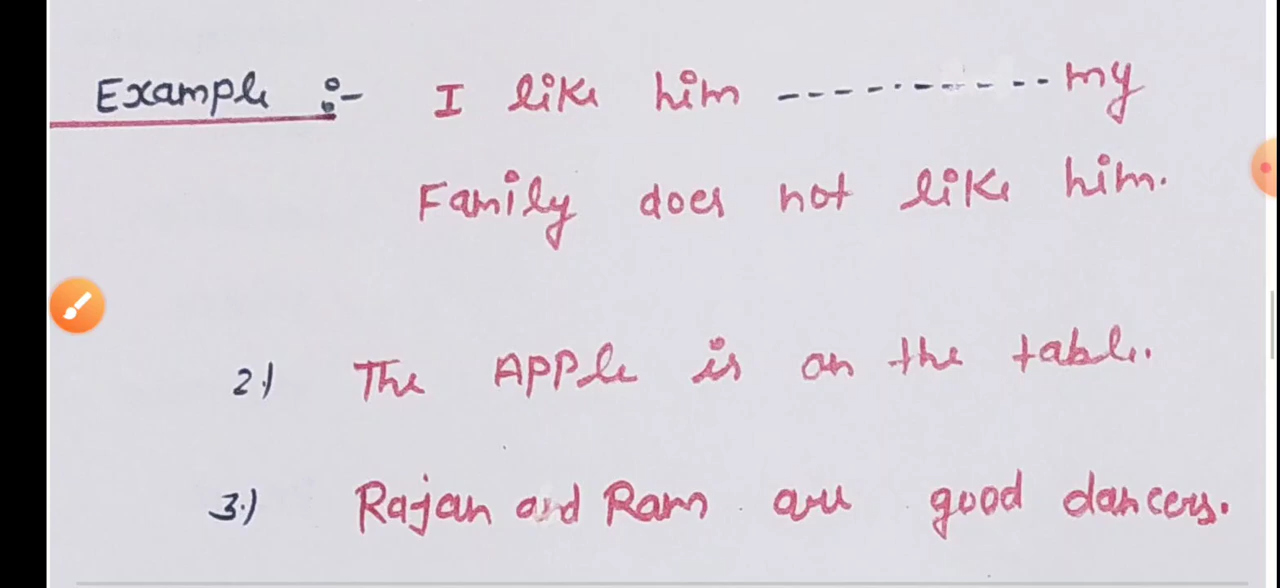 Example :- I like him ----------- my
Family does not like him.
2.) The APPle is on the table.
3.) Rajan and Ram are good dancers.